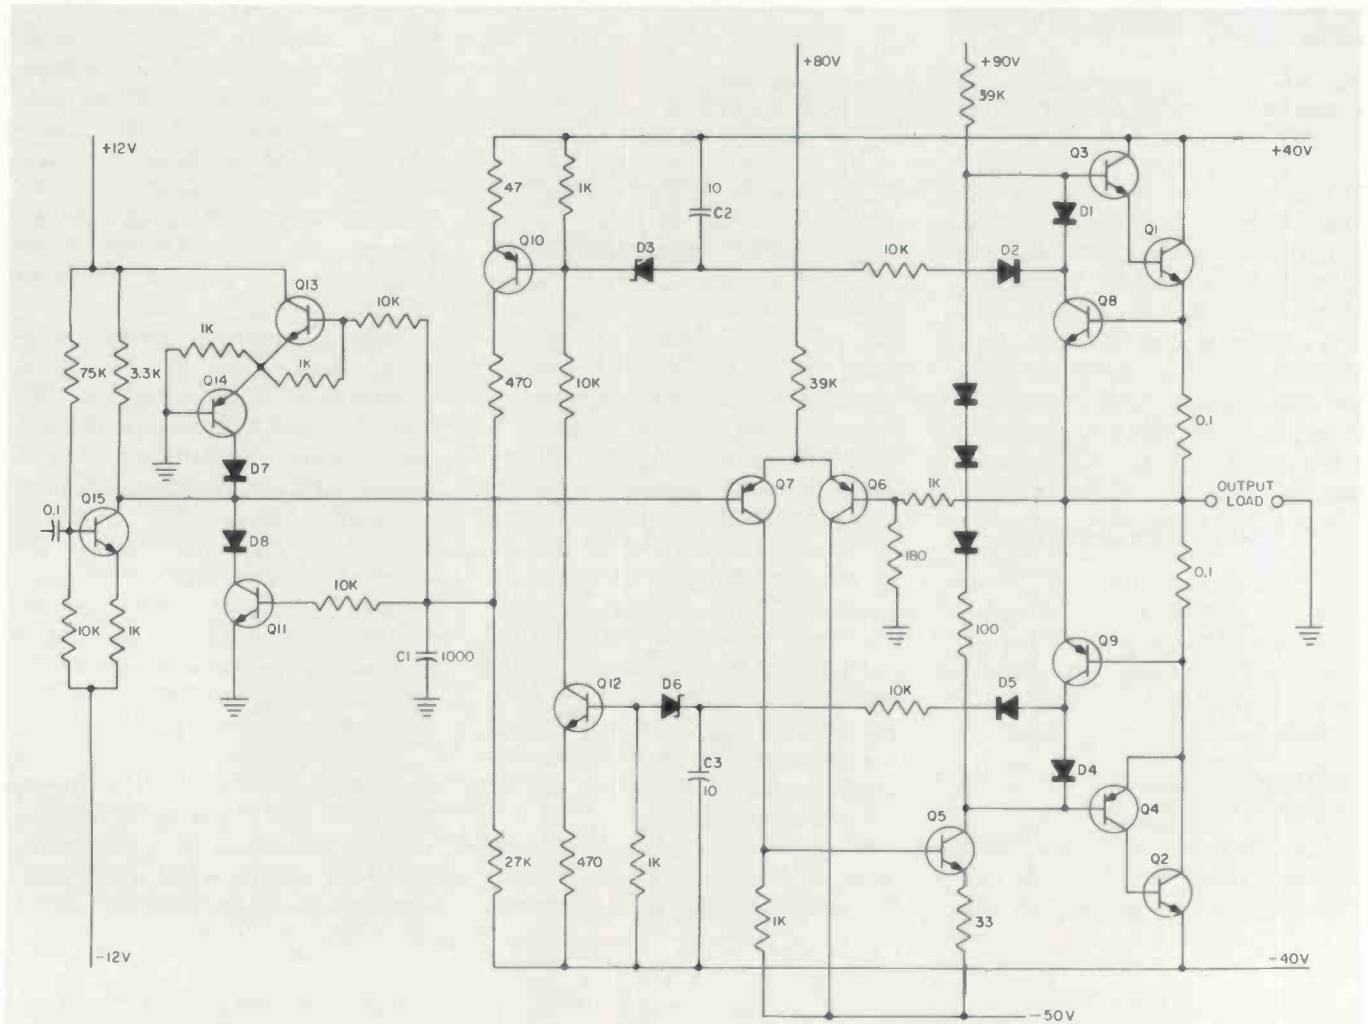 +80V
+90V
39K
+12V
47
1K
10
C2
Q3
+40V
D1
Q10
D3
10K
D2
Q1
Q13
10K
Q8
1K
75K
3.3K
1K
Q14
470
10K
39K
0.1
D7
Q15
Q7
Q6
1K
OUTPUT
LOAD
0.1
180
D8
10K
0.1
10K
1K
Q11
C1
1000
100
Q9
Q12
D6
10K
D5
C3
10
D4
Q5
Q4
27K
470
1K
Q2
1K
33
-12V
-40V
-50V